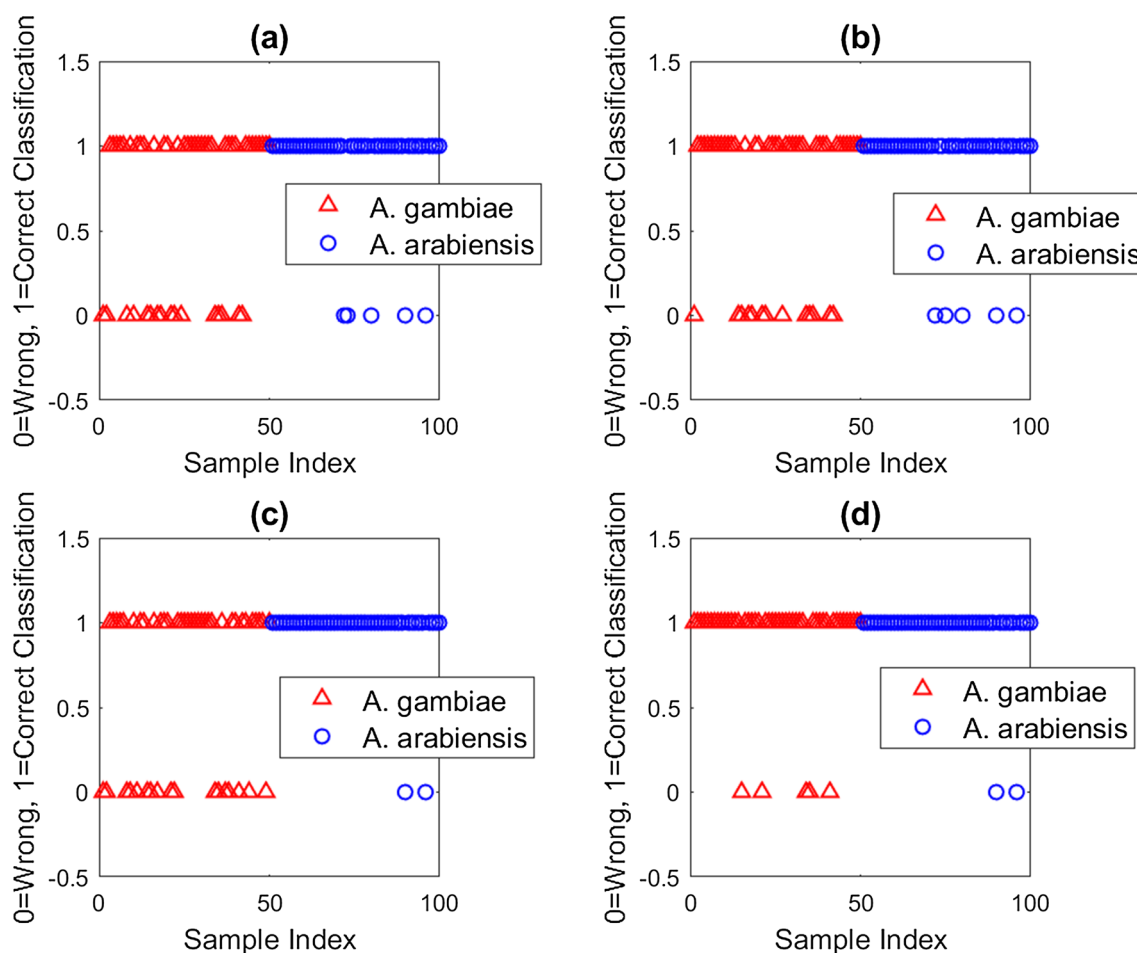 (a)
0=Wrong, 1=Correct Classification
1.5
1
0.5
0
-0.5
A. gambiae
A. arabiensis
0
50
100
Sample Index
(b)
0=Wrong, 1=Correct Classification
1.5
1
0.5
0
-0.5
A. gambiae
A. arabiensis
0
50
100
Sample Index
(c)
0=Wrong, 1=Correct Classification
1.5
1
0.5
0
-0.5
A. gambiae
A. arabiensis
0
50
100
Sample Index
(d)
0=Wrong, 1=Correct Classification
1.5
1
0.5
0
-0.5
A. gambiae
A. arabiensis
0
50
100
Sample Index